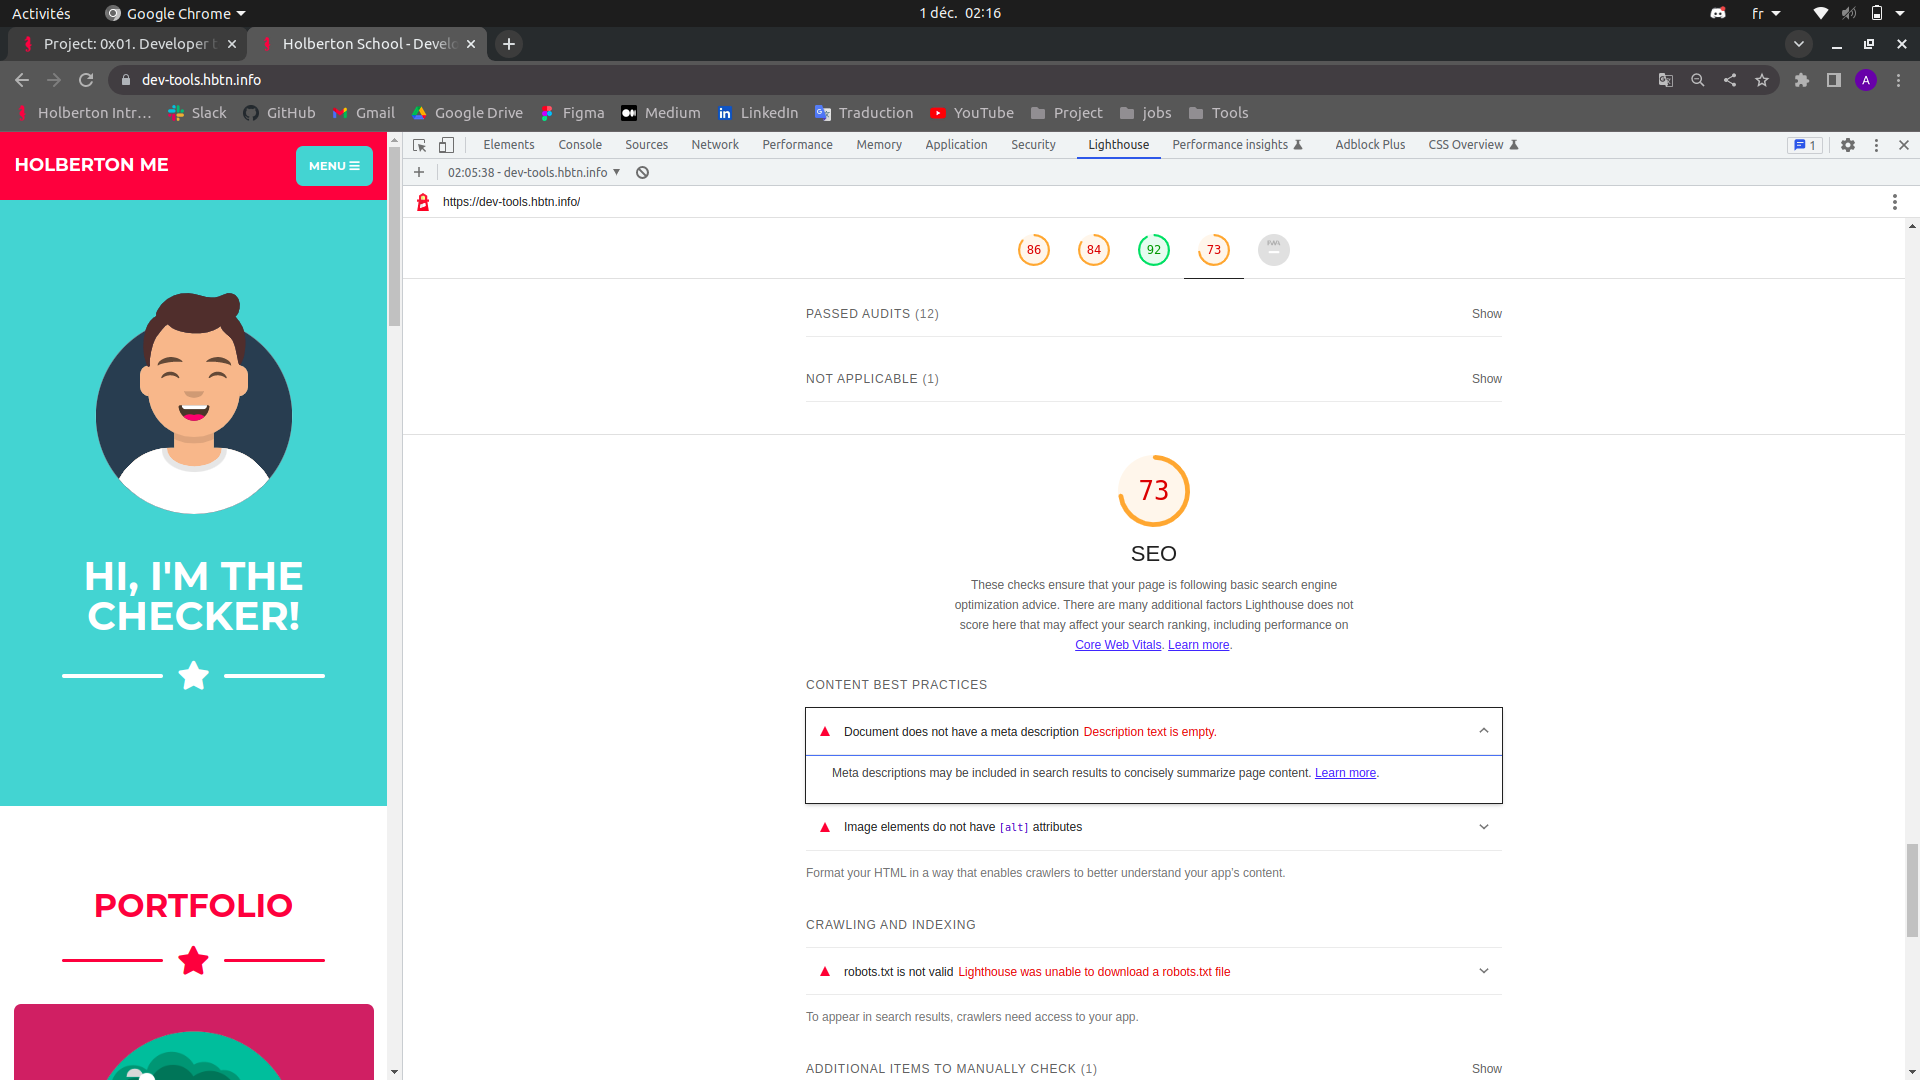 Activités
Google Chrome
1 déc. 02:16
fr
Project: 0x01. Developer t
Holberton School - Develo
dev-tools.hbtn.info
A
Holberton Intr…
Slack
GitHub
Gmail
Google Drive
Figma
Medium
LinkedIn
Traduction
YouTube
Project
jobs
Tools
HOLBERTON ME
MENU
HI, I'M THE
CHECKER!
PORTFOLIO
Elements
Console
Sources
Network
Performance
Memory
Application
Security
Lighthouse
Performance insights
Adblock Plus
CSS Overview
1
02:05:38 - dev-tools.hbtn.info
https://dev-tools.hbtn.info/
86
84
92
73
PWA
PASSED AUDITS (12)
Show
NOT APPLICABLE (1)
Show
73
SEO
These checks ensure that your page is following basic search engine
optimization advice. There are many additional factors Lighthouse does not
score here that may affect your search ranking, including performance on
Core Web Vitals. Learn more.
CONTENT BEST PRACTICES
Document does not have a meta description Description text is empty.
Meta descriptions may be included in search results to concisely summarize page content. Learn more.
Image elements do not have [alt] attributes
Format your HTML in a way that enables crawlers to better understand your app's content.
CRAWLING AND INDEXING
robots.txt is not valid Lighthouse was unable to download a robots.txt file
To appear in search results, crawlers need access to your app.
ADDITIONAL ITEMS TO MANUALLY CHECK (1)
Show